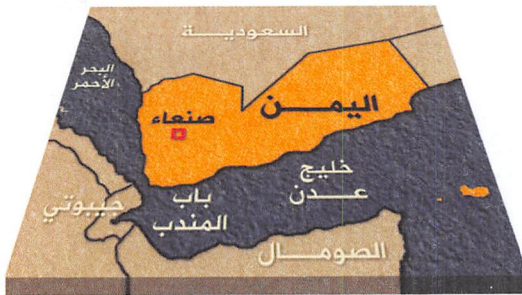 السعودية
البحر
الأحمر
اليمن
صنعاء
خليج
عدن
باب
المندب
جيبوتي
الصومال